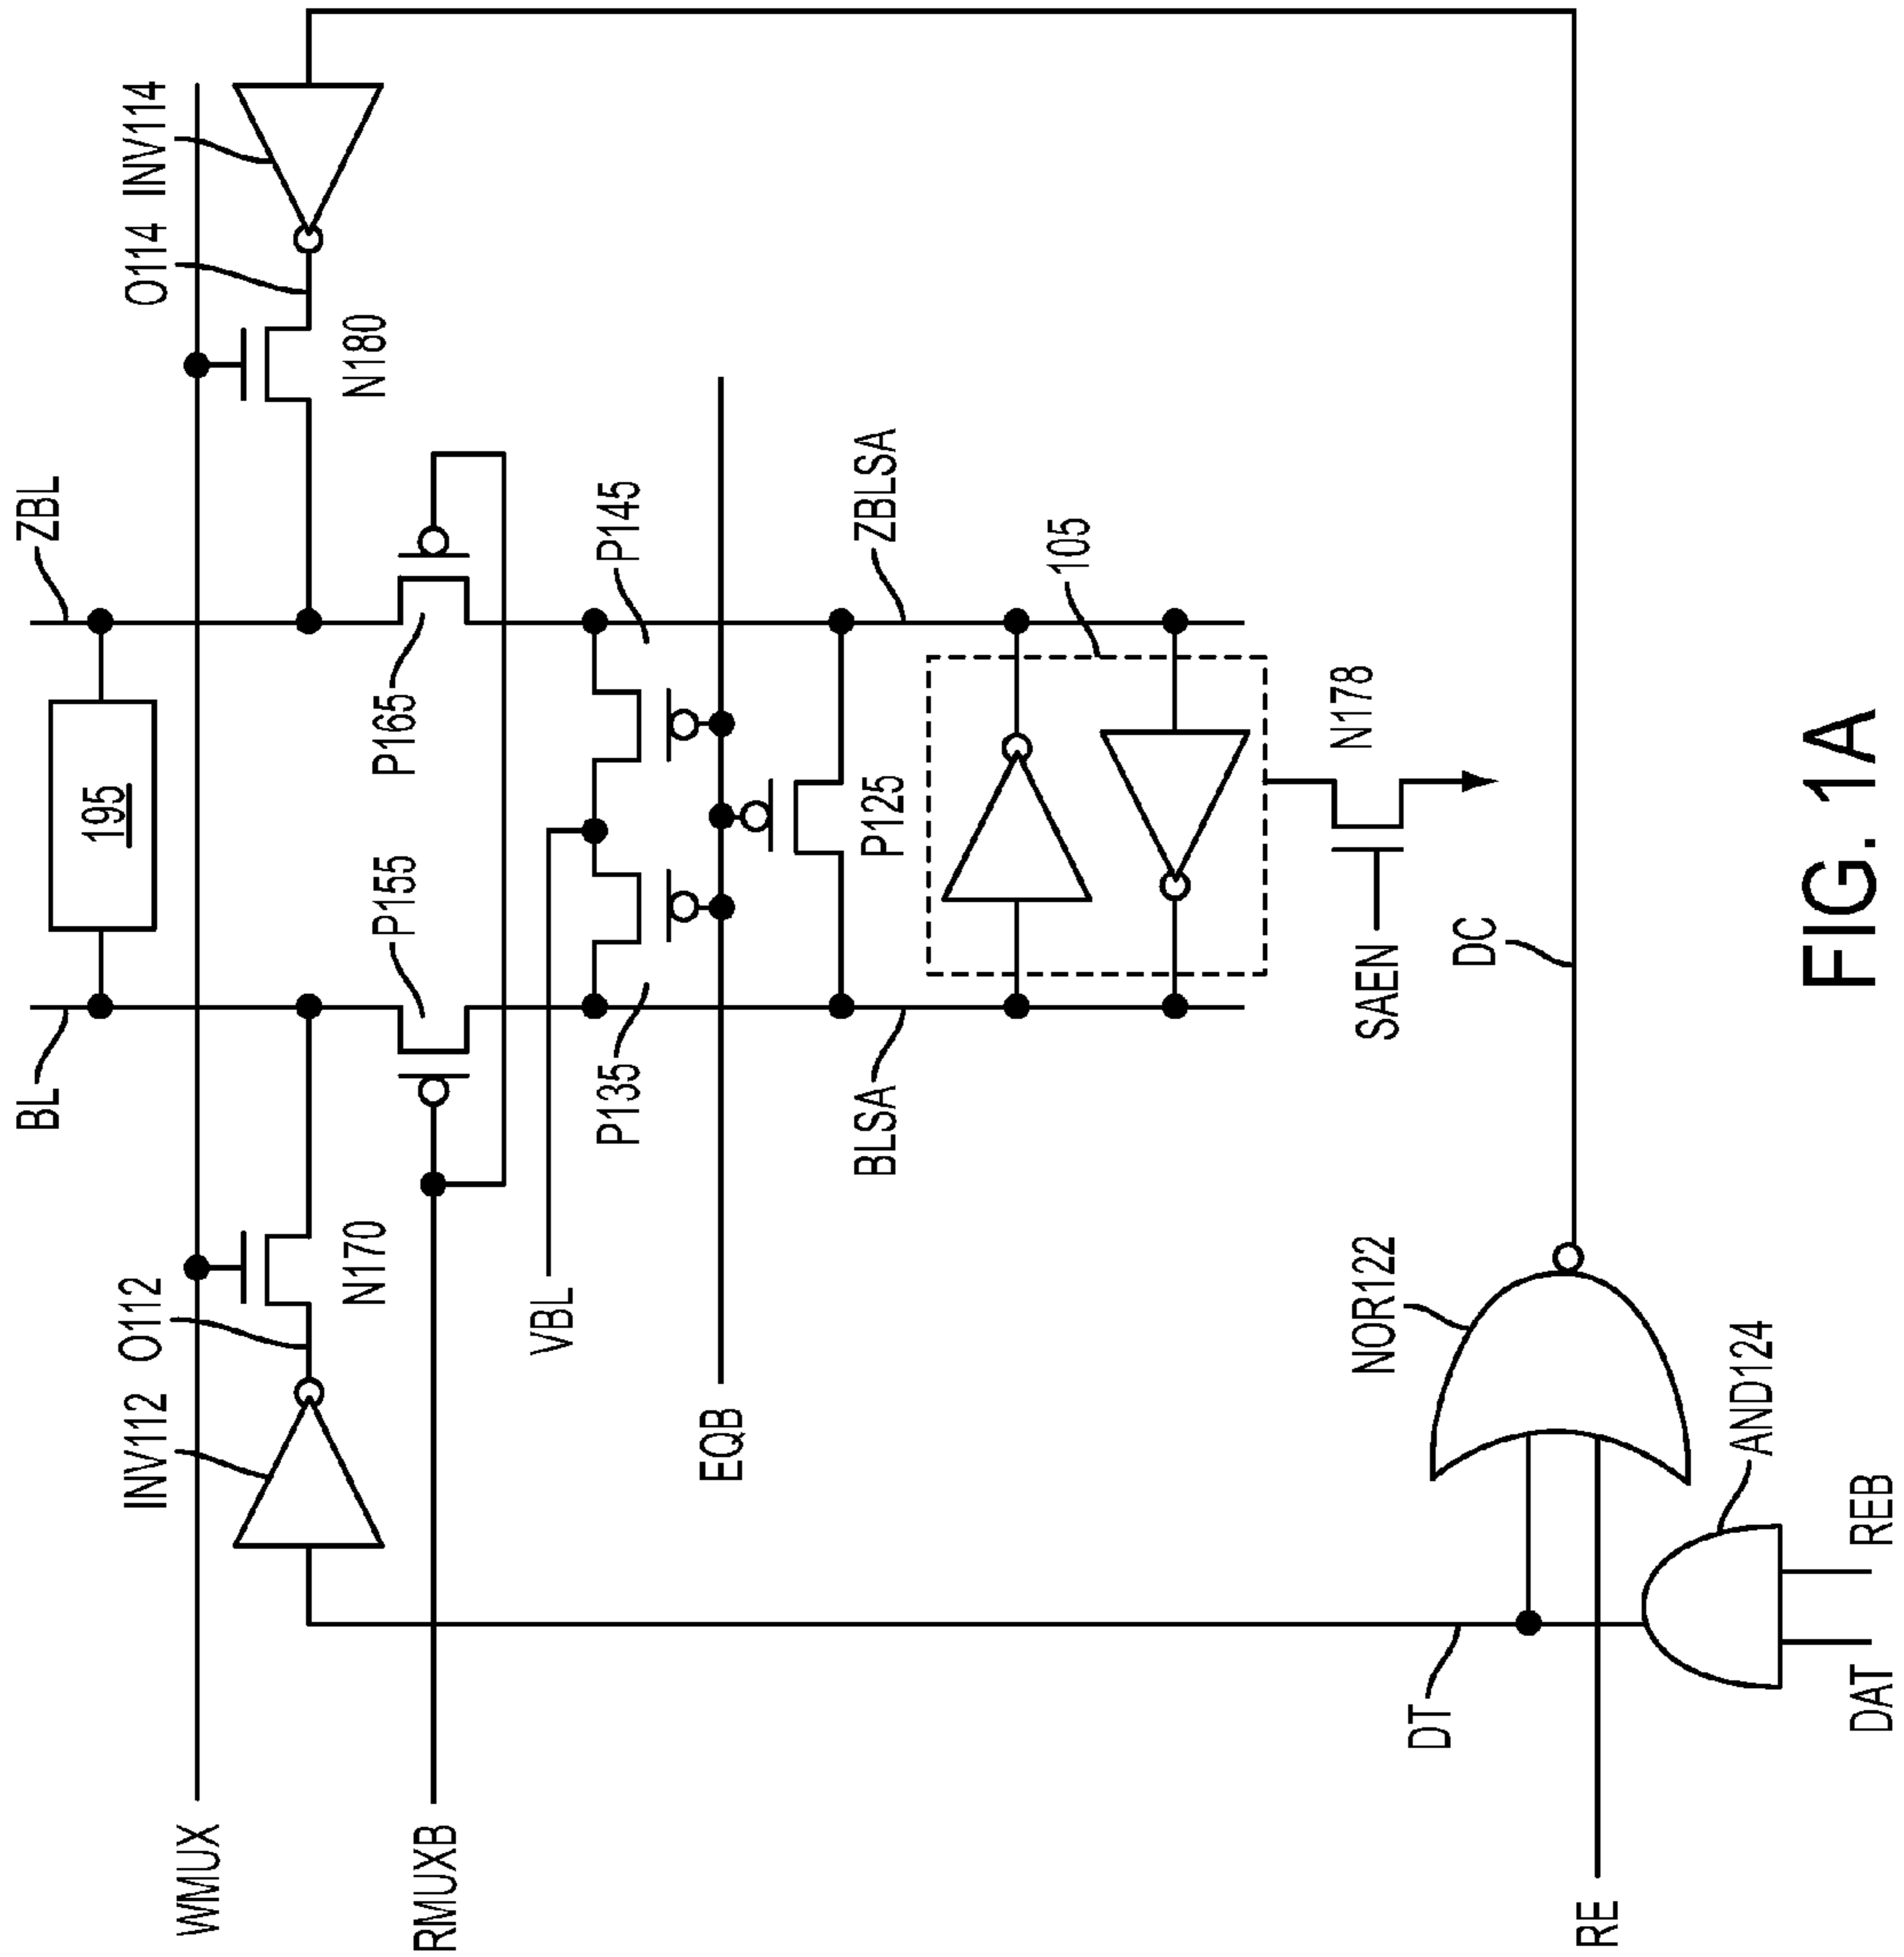 BL
ZBL
195
INV112
O112
O114
INV114
WMUX
N170
N180
P155
P165
RMUXB
VBL
P135
P145
EQB
P125
BLSA
ZBLSA
105
SAEN
N178
DC
DT
NOR122
AND124
RE
DAT
REB
FIG. 1A